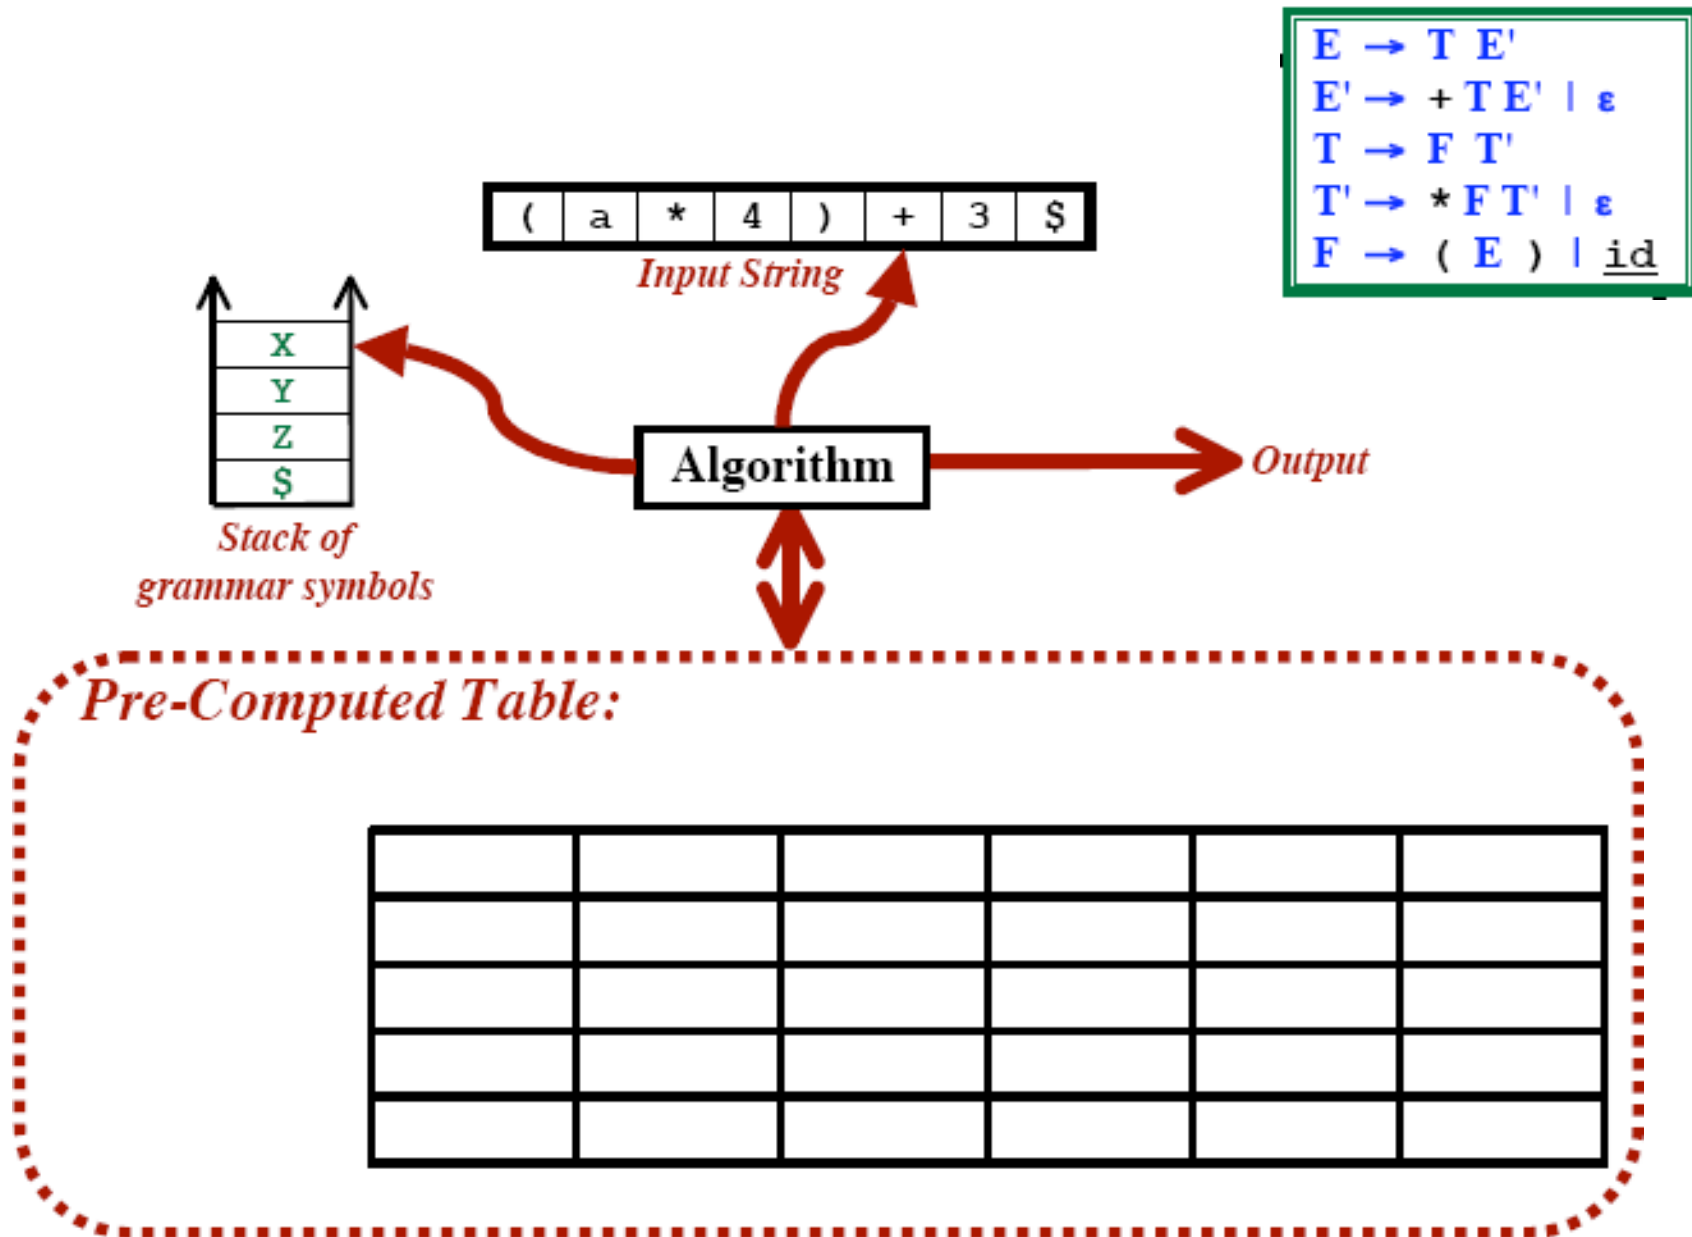 E → T E'
E' → + T E' | ε
T → F T'
T' → * F T' | ε
F → ( E ) | id
( a * 4 ) + 3 $
Input String
X
Y
Z
$
Stack of
grammar symbols
Algorithm
Output
Pre-Computed Table: